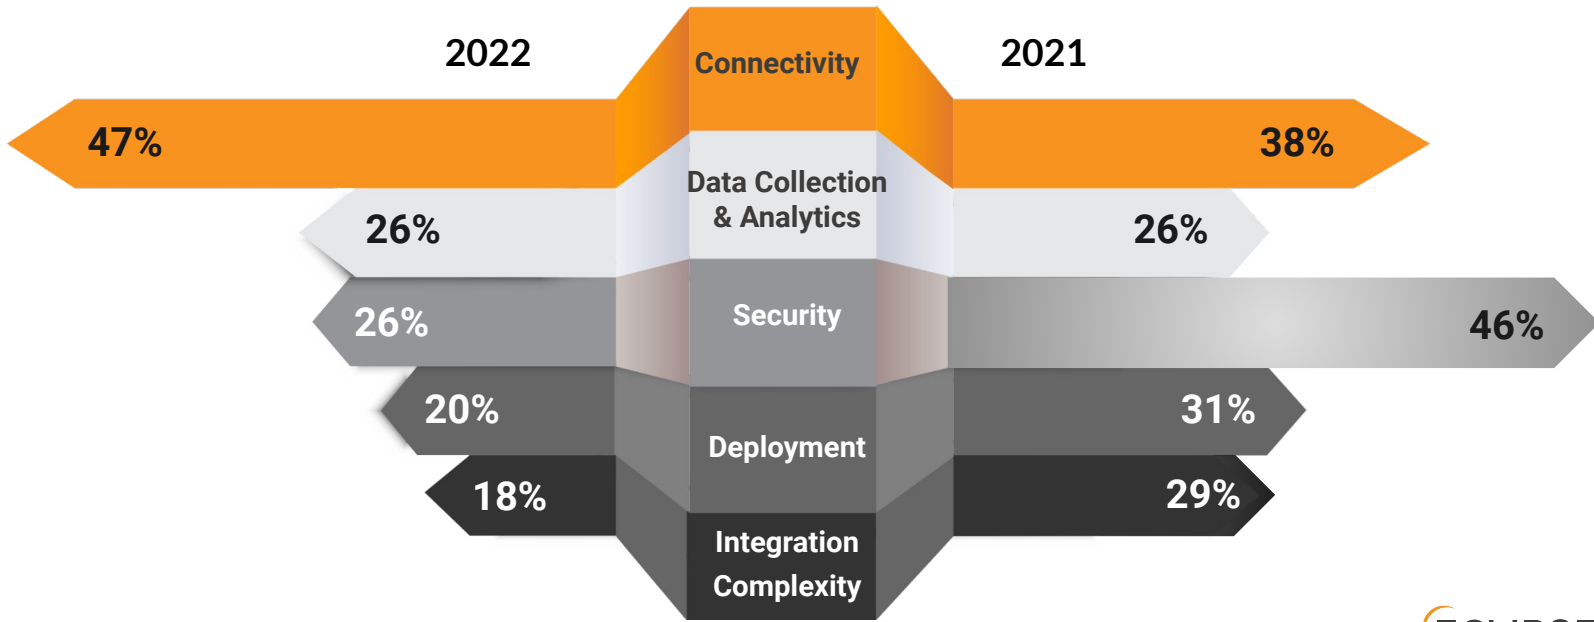 2022
2021
Connectivity
47%
38%
Data Collection
& Analytics
26%
26%
Security
26%
46%
Deployment
20%
31%
Integration
Complexity
18%
29%